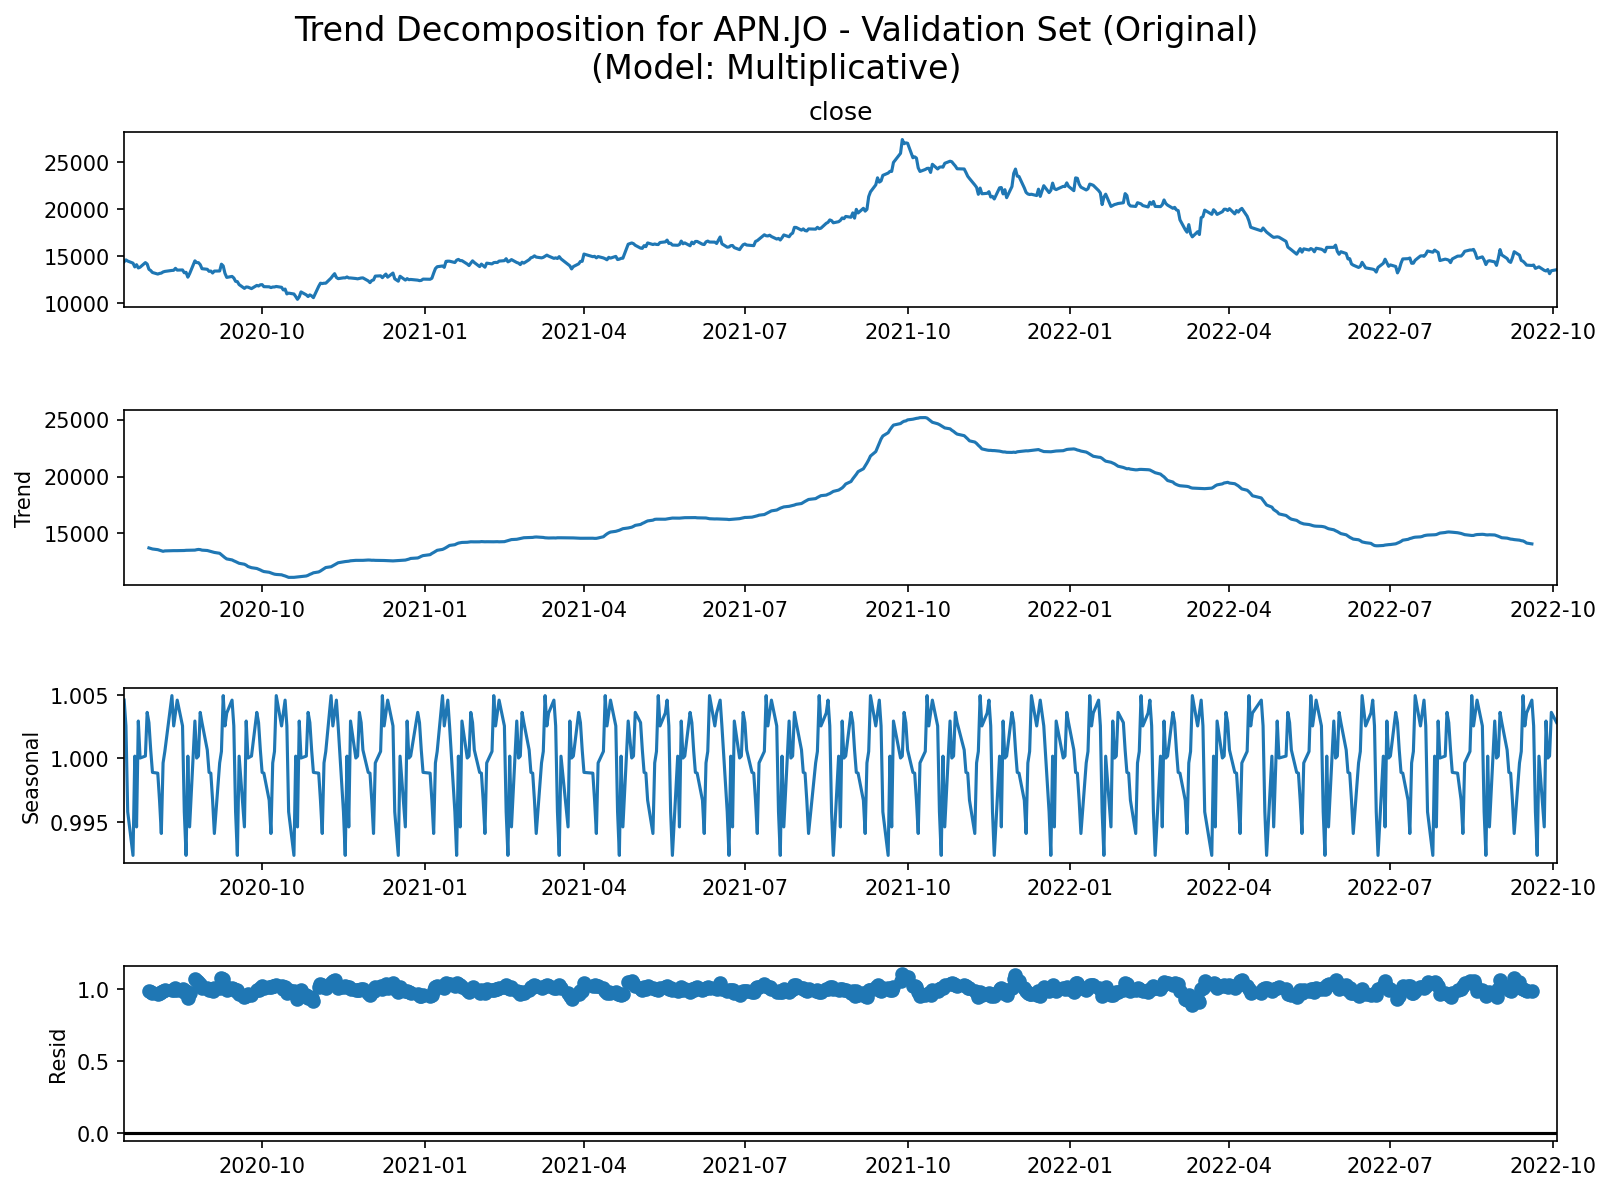 Trend Decomposition for APN.JO - Validation Set (Original)
(Model: Multiplicative)
close
25000
20000
15000
10000
2020-10 2021-01 2021-04 2021-07 2021-10 2022-01 2022-04 2022-07 2022-10
Trend
25000
20000
15000
2020-10 2021-01 2021-04 2021-07 2021-10 2022-01 2022-04 2022-07 2022-10
Seasonal
1.005
1.000
0.995
2020-10 2021-01 2021-04 2021-07 2021-10 2022-01 2022-04 2022-07 2022-10
Resid
1.0
0.5
0.0
2020-10 2021-01 2021-04 2021-07 2021-10 2022-01 2022-04 2022-07 2022-10